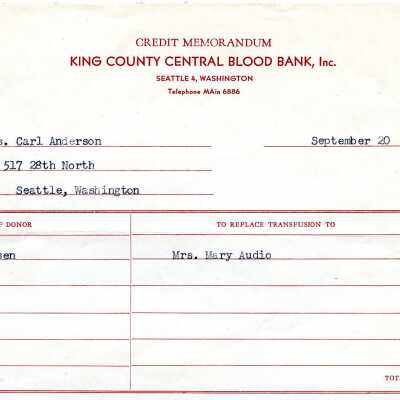 CREDIT MEMORANDUM
KING COUNTY CENTRAL BLOOD BANK, Inc.
SEATTLE 4, WASHINGTON
Telephone MAin 6886
s. Carl Anderson September 20
517 28th North
Seattle, Washington
F DONOR TO REPLACE TRANSFUSION TO
sen Mrs. Mary Audio
TOT